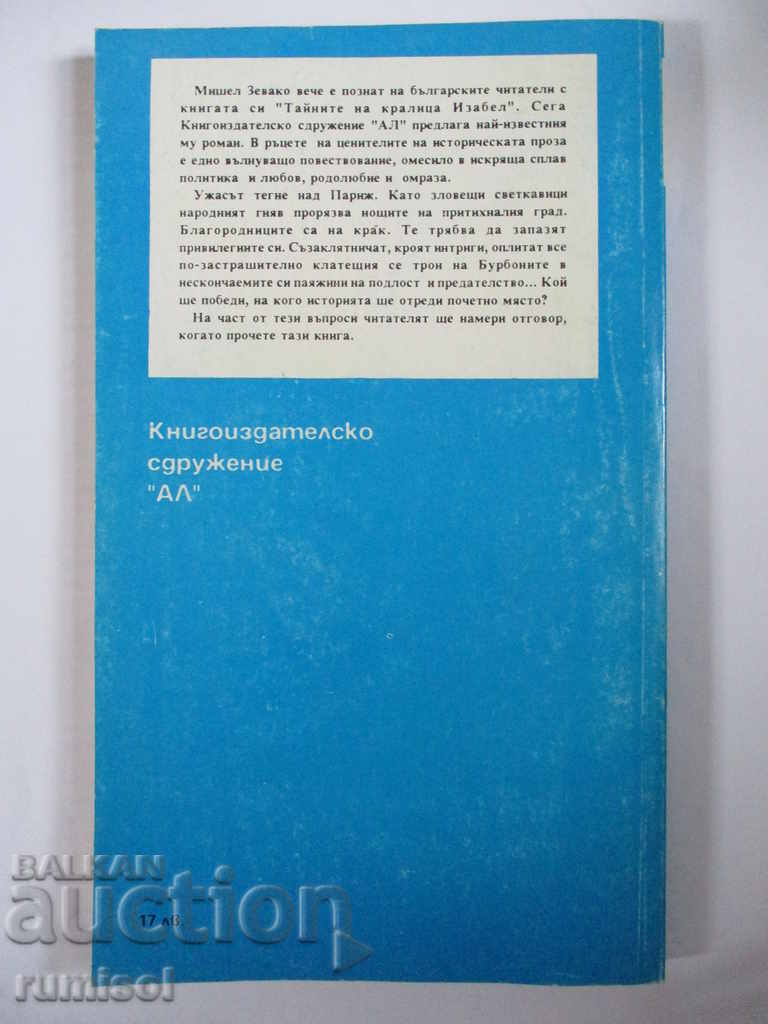 Мишел Зевако вече е познат на българските читатели с
книгата си "Тайните на кралица Изабел". Сега
Книгоиздателско сдружение "АЛ" предлага най-известния
му роман. В ръцете на ценителите на историческата проза
е едно вълнуващо повествование, омесило в искряща сплав
политика и любов, родолюбие и омраза.
Ужасът тегне над Париж. Като зловещи светкавици
народният гняв прорязва нощите на притихналия град.
Благородниците са на крак. Те трябва да запазят
привилегиите си. Съзаклятничат, кроят интриги, оплитат все
по-застрашително клатещия се трон на Бурбоните в
нескончаемите си паяжини на подлост и предателство... Кой
ще победи, на кого историята ще отреди почетно място?
На част от тези въпроси читателят ще намери отговор,
когато прочете тази книга.
Книгоиздателско
сдружение
"АЛ"
BALKAN
auction
17 лв.
rumisol